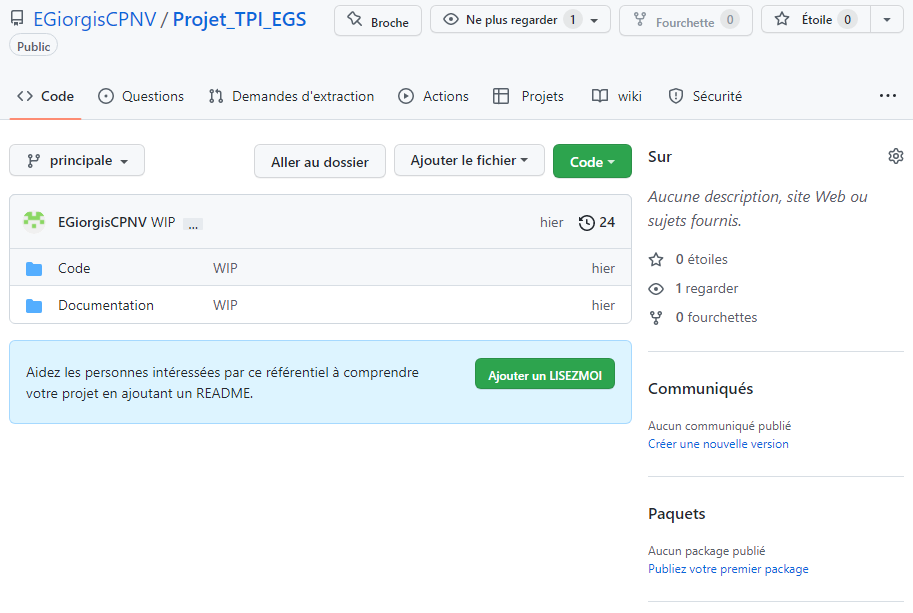 EGiorgisCPNV / Projet_TPI_EGS
Broche
Ne plus regarder 1
Fourchette 0
Étoile 0
Public
Code
Questions
Demandes d'extraction
Actions
Projets
wiki
Sécurité
principale
Aller au dossier
Ajouter le fichier
Code
EGiorgisCPNV WIP ...
hier
24
Code WIP hier
Documentation WIP hier
Aidez les personnes intéressées par ce référentiel à comprendre
votre projet en ajoutant un README.
Ajouter un LISEZMOI
Sur
Aucune description, site Web ou
sujets fournis.
0 étoiles
1 regarder
0 fourchettes
Communiqués
Aucun communiqué publié
Créer une nouvelle version
Paquets
Aucun package publié
Publiez votre premier package